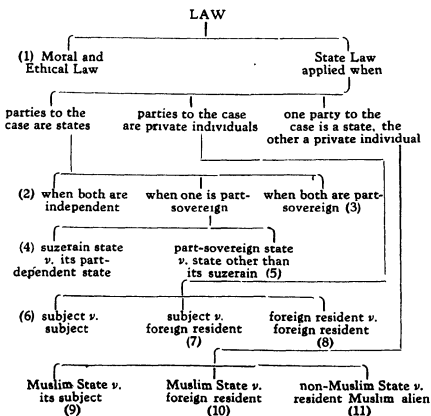 LAW
(1) Moral and
Ethical Law
State Law
applied when
parties to the
case are states
parties to the case
are private individuals
one party to the
case is a state, the
other a private individual
(2) when both are
independent
when one is part-
sovereign
when both are part-
sovereign (3)
(4) suzerain state
v. its part-
dependent state
part-sovereign state
v. state other than
its suzerain (5)
(6) subject v.
subject
subject v.
foreign resident
(7)
foreign resident v.
foreign resident
(8)
Muslim State v.
its subject
(9)
Muslim State v.
foreign resident
(10)
non-Muslim State v.
resident Muslim alien
(11)